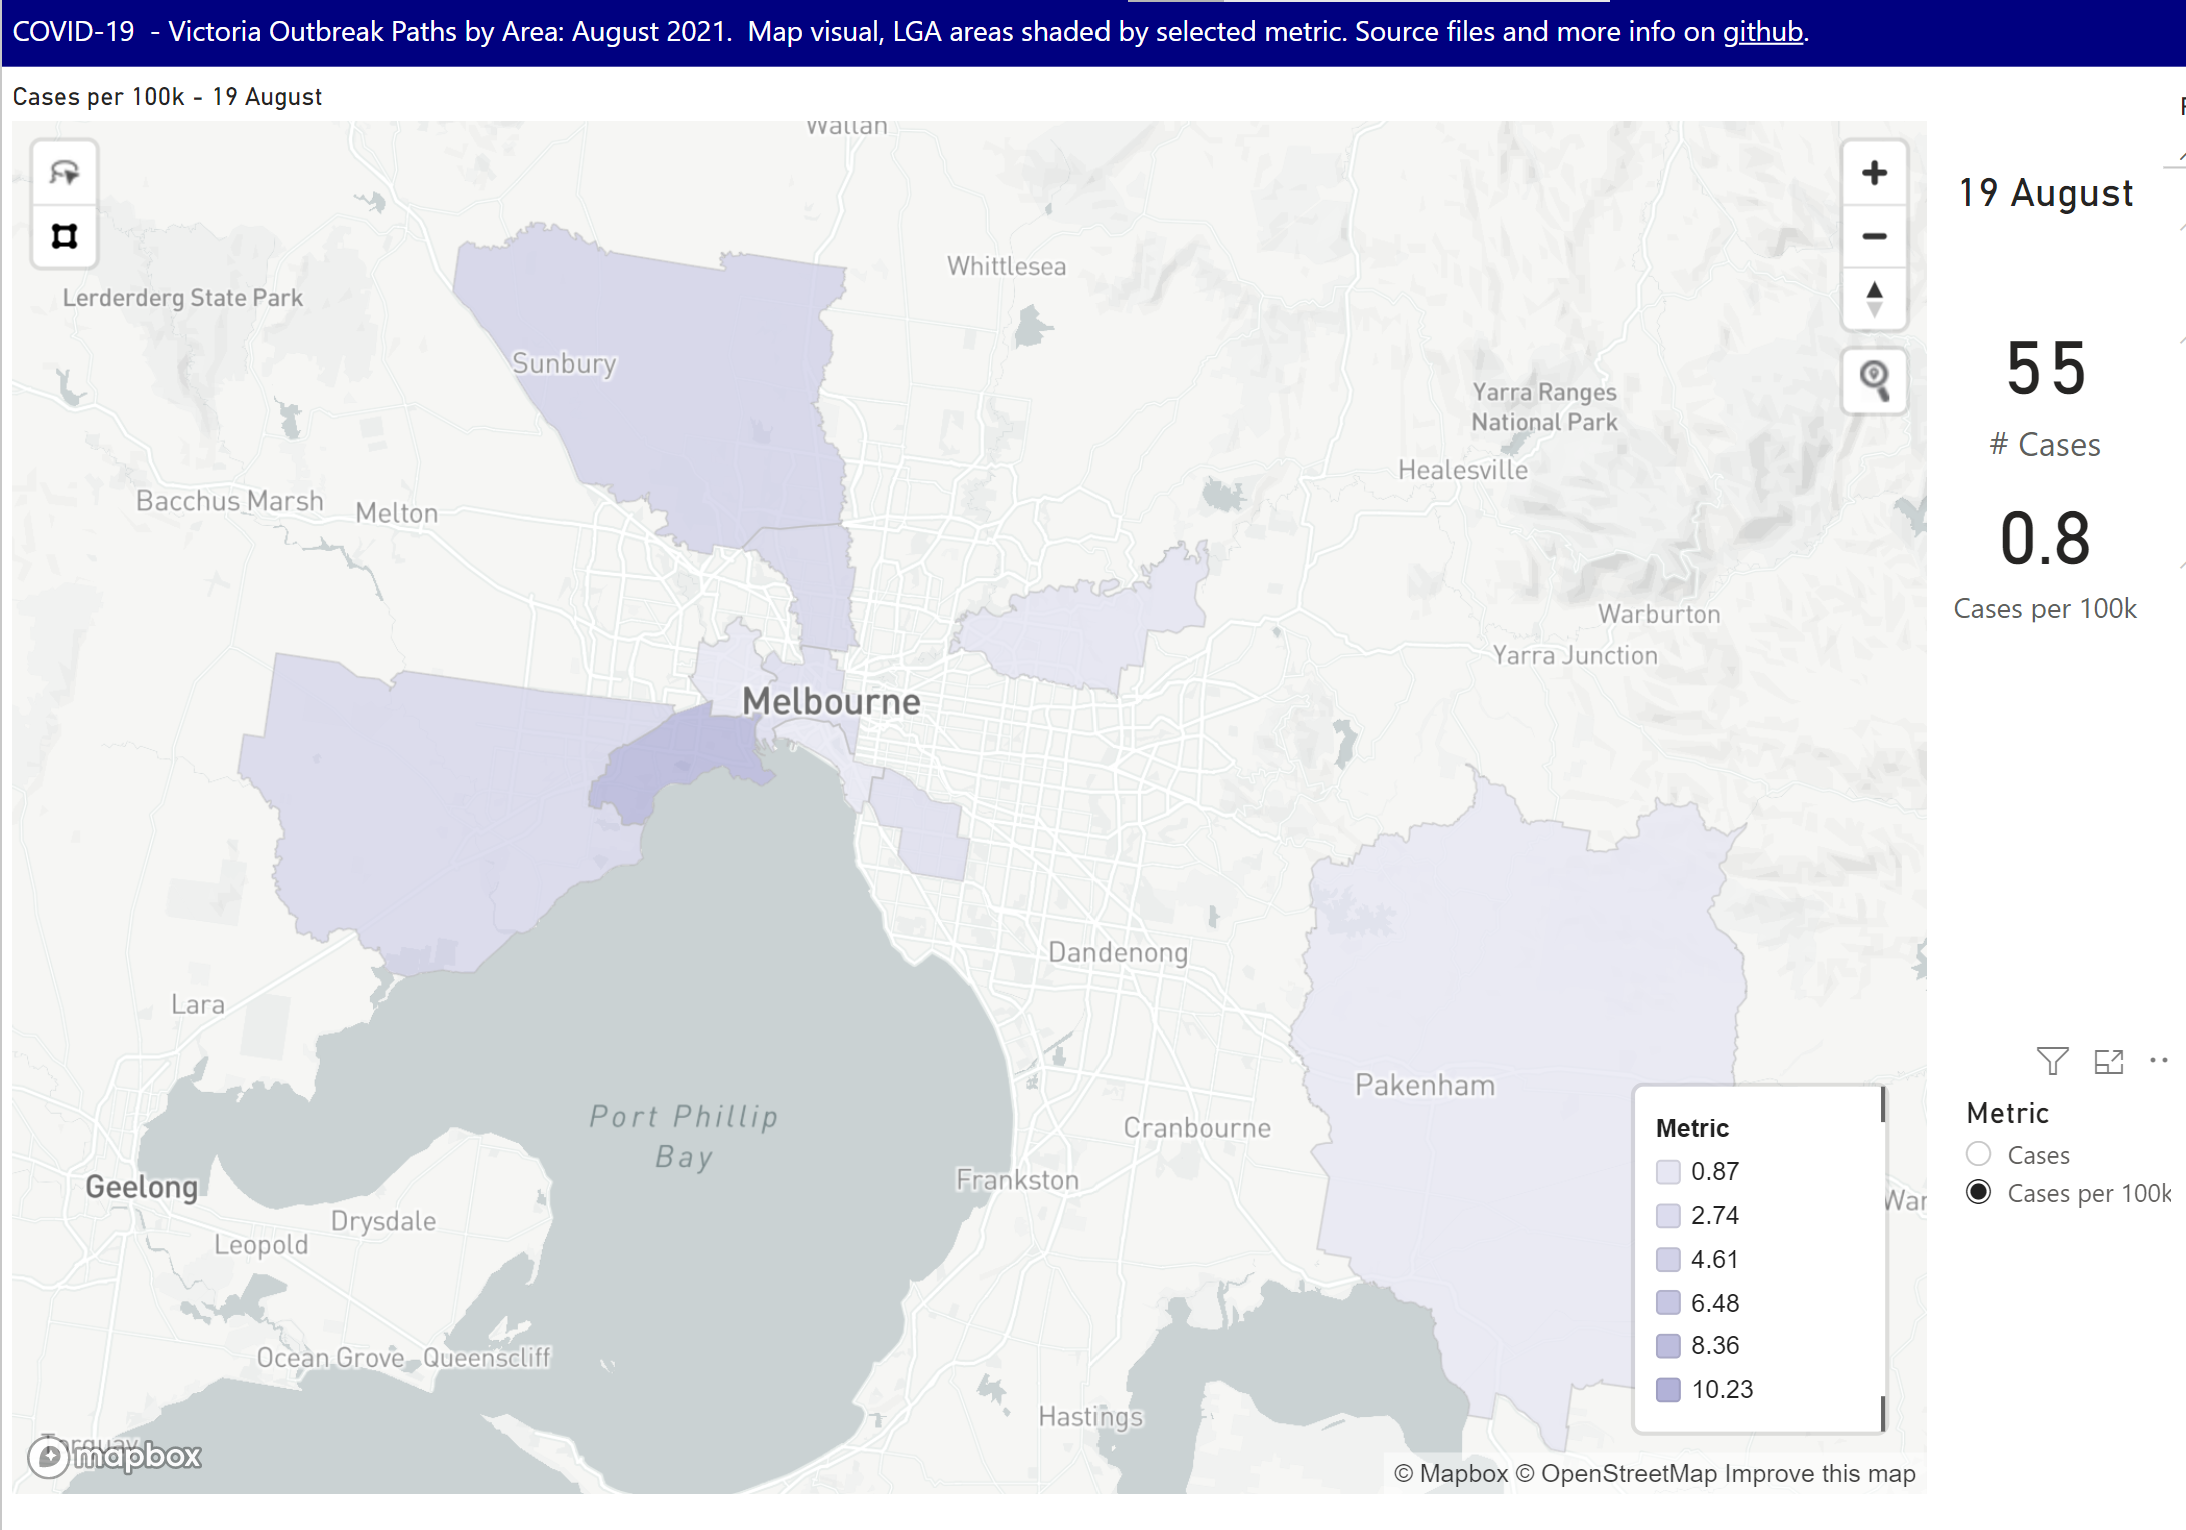 COVID-19 - Victoria Outbreak Paths by Area: August 2021. Map visual, LGA areas shaded by selected metric. Source files and more info on github.
Cases per 100k - 19 August
Wallan
Whittlesea
19 August
Lerderderg State Park
Sunbury
55
# Cases
Yarra Ranges
National Park
Healesville
Bacchus Marsh
Melton
0.8
Cases per 100k
Warburton
Yarra Junction
Melbourne
Dandenong
Lara
Pakenham
Port Phillip
Bay
Cranbourne
Frankston
Geelong
Drysdale
Leopold
Ocean Grove
Queenscliff
Hastings
Metric
0.87
2.74
4.61
6.48
8.36
10.23
Metric
Cases
Cases per 100k
War
mapbox
© Mapbox © OpenStreetMap Improve this map